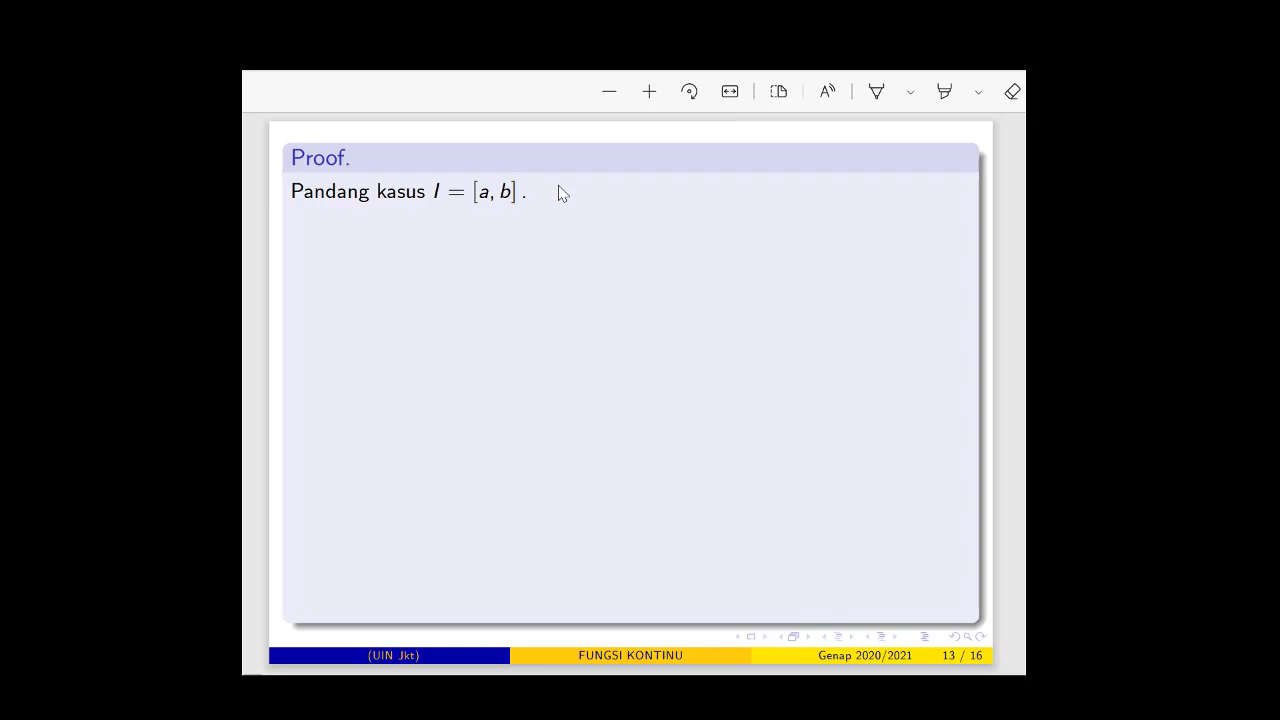 A
Proof.
Pandang kasus I = [a, b] .
(UIN Jkt) FUNGSI KONTINU Genap 2020/2021 13 / 16